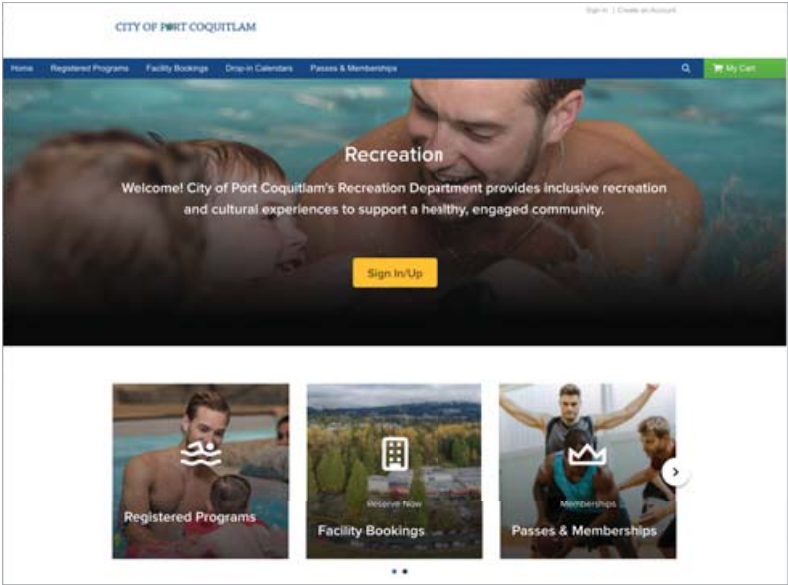 Sign In | Create an Account
CITY OF PORT COQUITLAM
Home Registered Programs Facility Bookings Drop-in Calendars Passes & Memberships My Cart
Recreation
Welcome! City of Port Coquitlam's Recreation Department provides inclusive recreation
and cultural experiences to support a healthy, engaged community.
Sign In/Up
Registered Programs
Reserve Now
Facility Bookings
Memberships
Passes & Memberships